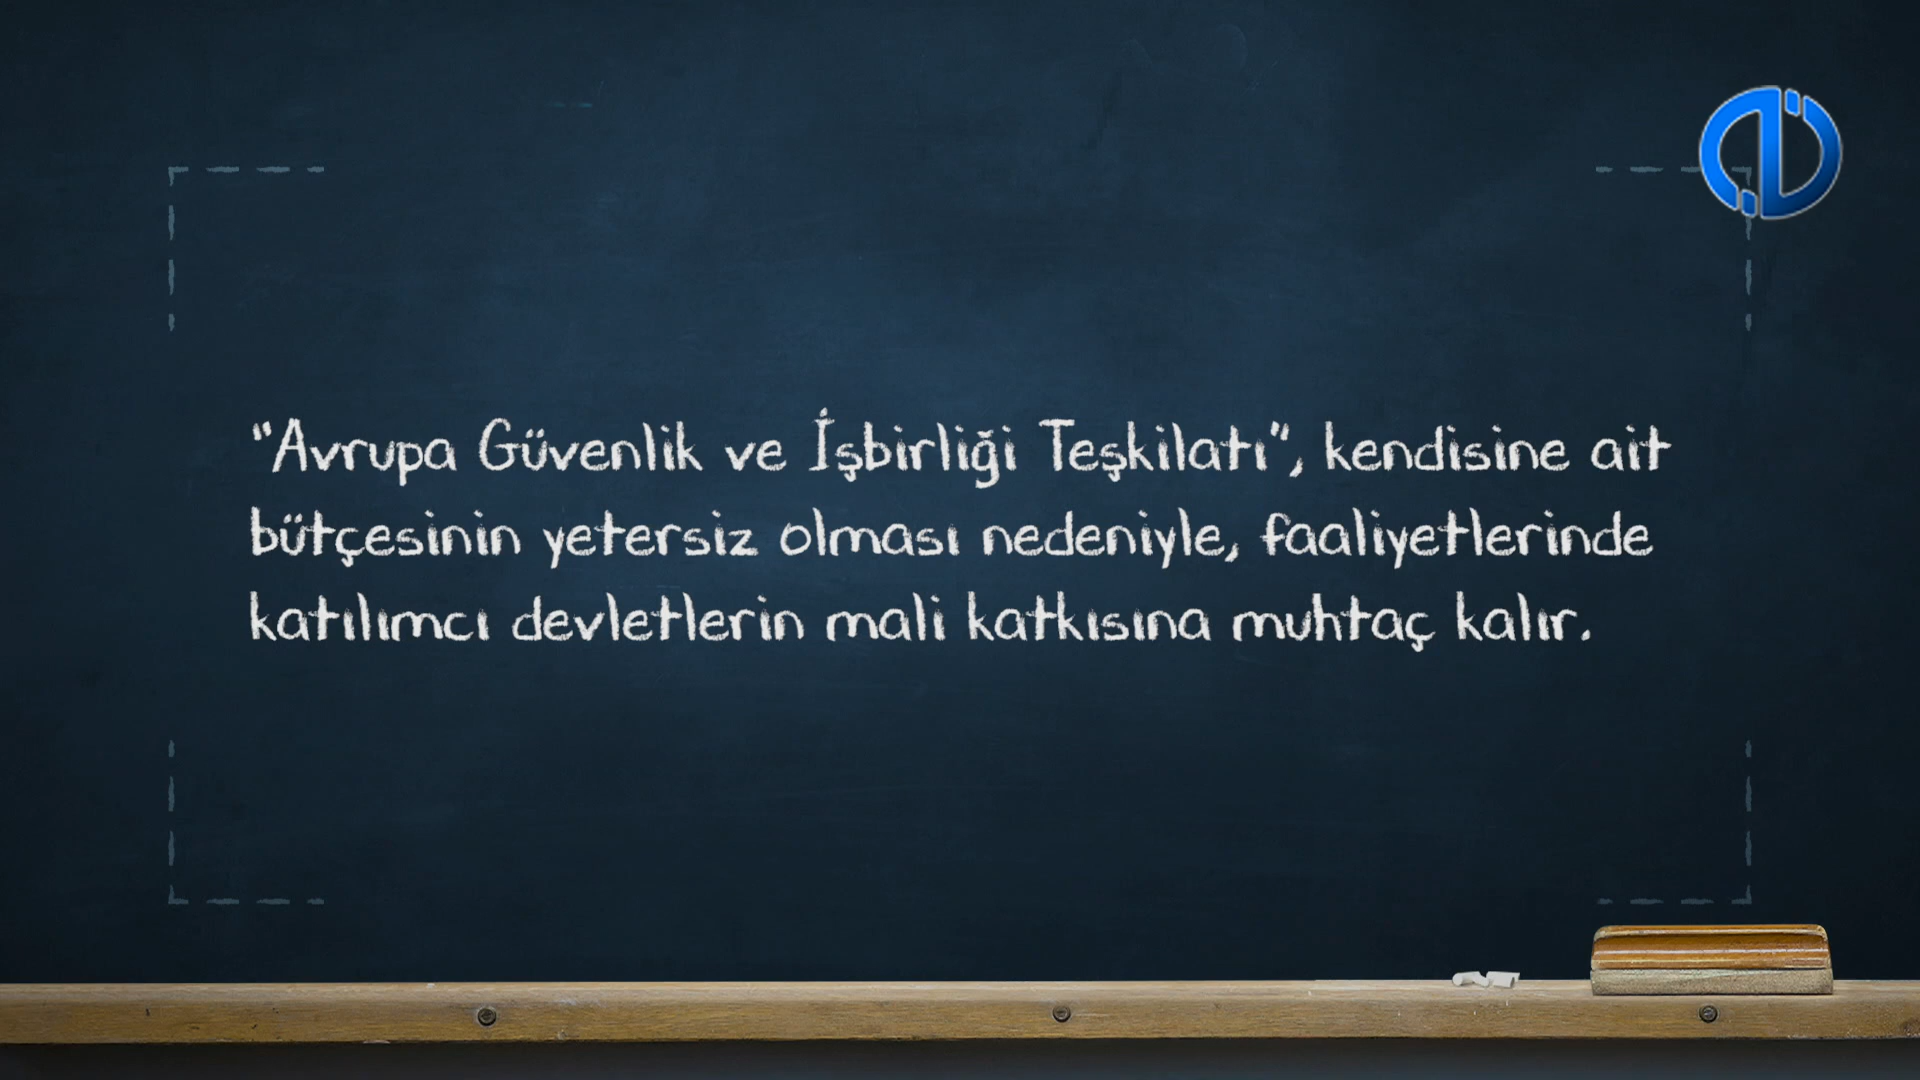 "Avrupa Güvenlik ve İşbirliği Teşkilatı", kendisine ait
bütçesinin yetersiz olması nedeniyle, faaliyetlerinde
katılımcı devletlerin mali katkısına muhtaç kalır.